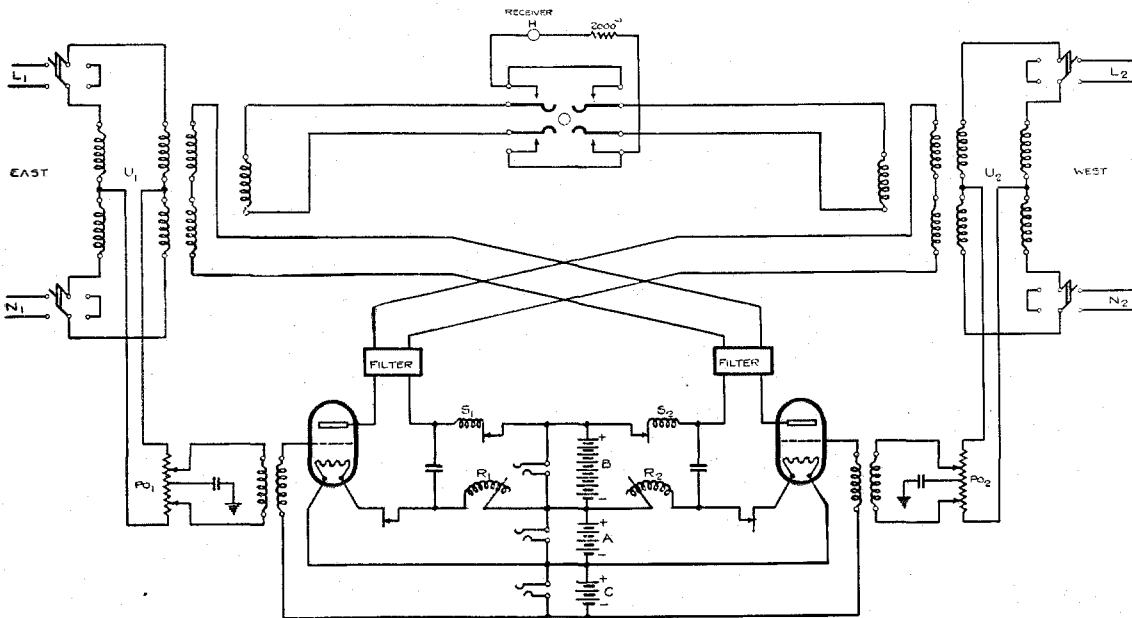 RECEIVER
H
2000ω
L₁
L₂
EAST
U₁
U₂
WEST
N₁
N₂
FILTER
FILTER
S₁
S₂
+
B
-
R₁
R₂
PO₁
PO₂
+
A
-
+
C
-